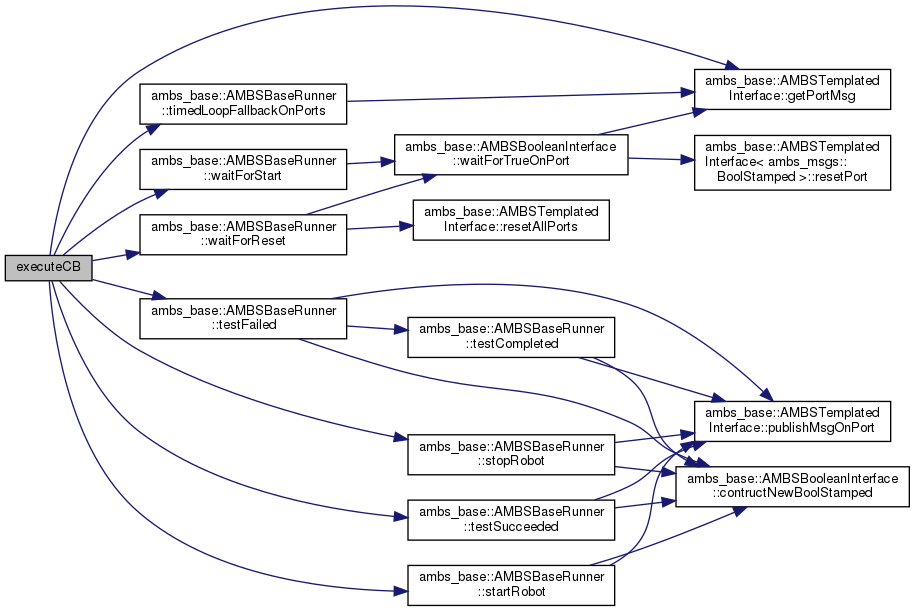 executeCB
ambs_base::AMBSBaseRunner
::timedLoopFallbackOnPorts
ambs_base::AMBSBaseRunner
::waitForStart
ambs_base::AMBSBaseRunner
::waitForReset
ambs_base::AMBSBaseRunner
::testFailed
ambs_base::AMBSBooleanInterface
::waitForTrueOnPort
ambs_base::AMBSTemplated
Interface::resetAllPorts
ambs_base::AMBSBaseRunner
::testCompleted
ambs_base::AMBSBaseRunner
::stopRobot
ambs_base::AMBSBaseRunner
::testSucceeded
ambs_base::AMBSBaseRunner
::startRobot
ambs_base::AMBSTemplated
Interface::getPortMsg
ambs_base::AMBSTemplated
Interface< ambs_msgs::
BoolStamped >::resetPort
ambs_base::AMBSTemplated
Interface::publishMsgOnPort
ambs_base::AMBSBooleanInterface
::contructNewBoolStamped